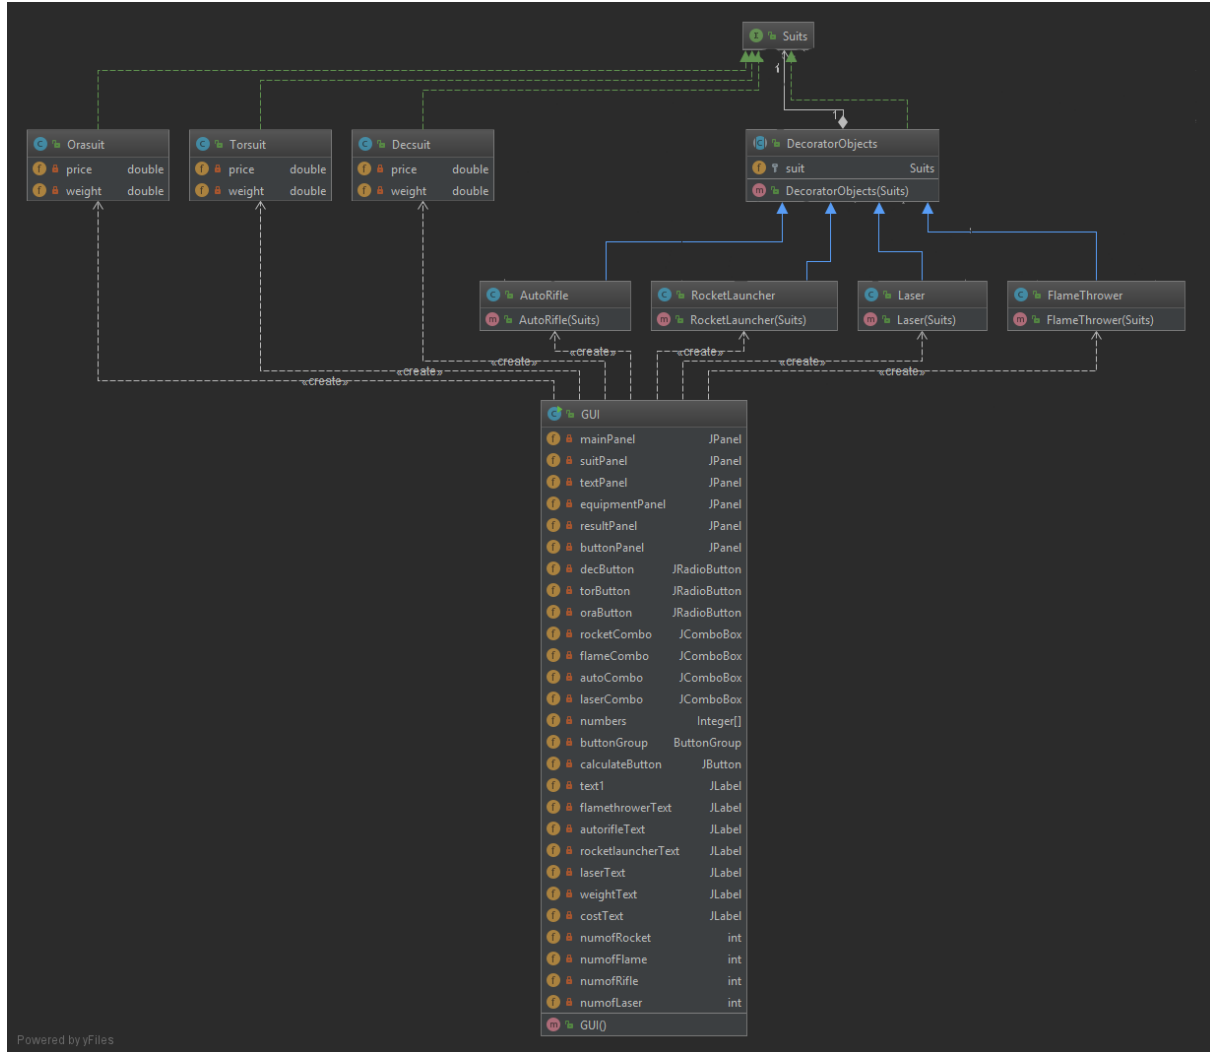 Suits
1
1
Orasuit
price double
weight double
Torsuit
price double
weight double
Decsuit
price double
weight double
DecoratorObjects
suit Suits
DecoratorObjects(Suits)
AutoRifle
AutoRifle(Suits)
RocketLauncher
RocketLauncher(Suits)
Laser
Laser(Suits)
FlameThrower
FlameThrower(Suits)
«create»
«create»
«create»
«create»
«create»
«create»
«create»
GUI
mainPanel JPanel
suitPanel JPanel
textPanel JPanel
equipmentPanel JPanel
resultPanel JPanel
buttonPanel JPanel
decButton JRadioButton
torButton JRadioButton
oraButton JRadioButton
rocketCombo JComboBox
flameCombo JComboBox
autoCombo JComboBox
laserCombo JComboBox
numbers Integer[]
buttonGroup ButtonGroup
calculateButton JButton
text1 JLabel
flamethrowerText JLabel
autorifleText JLabel
rocketlauncherText JLabel
laserText JLabel
weightText JLabel
costText JLabel
numofRocket int
numofFlame int
numofRifle int
numofLaser int
GUI()
Powered by yFiles